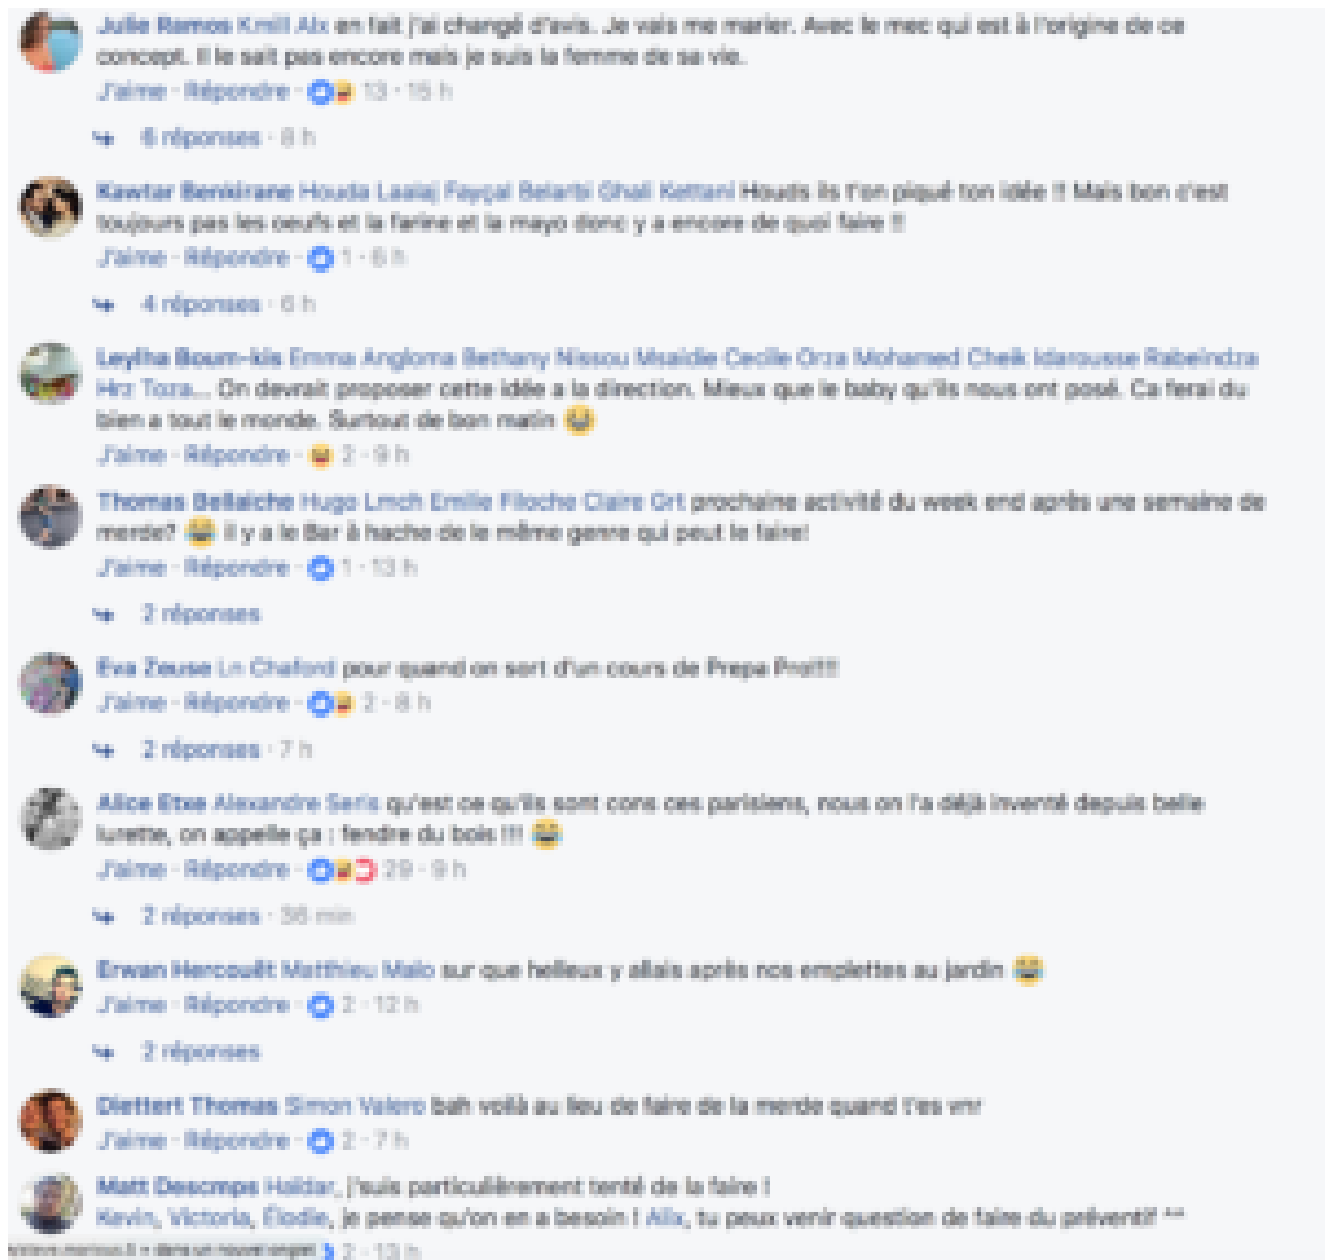 Julie Ramos Kmill Alx en fait j'ai changé d'avis. Je vais me marier. Avec le mec qui est à l'origine de ce
concept. Il le sait pas encore mais je suis la femme de sa vie.
J'aime · Répondre · 13 · 15 h
6 réponses · 8 h
Kawtar Benkirane Houda Laalaj Fayçal Belarbi Ghali Kettani Houds ils t'on piqué ton idée !! Mais bon c'est
toujours pas les oeufs et la farine et la mayo donc y a encore de quoi faire !!
J'aime · Répondre · 1 · 6 h
4 réponses · 6 h
Leylha Boum-kis Emma Angloma Bethany Nissou Msaidie Cecile Orza Mohamed Cheik Idarousse Rabeindza
Hrz Toza... On devrait proposer cette idée a la direction. Mieux que le baby qu'ils nous ont posé. Ca ferai du
bien a tout le monde. Surtout de bon matin 😂
J'aime · Répondre · 2 · 9 h
Thomas Bellaiche Hugo Lmch Emilie Filoche Claire Grt prochaine activité du week end après une semaine de
merde? 😂 il y a le Bar à hache de le même genre qui peut le faire!
J'aime · Répondre · 1 · 13 h
2 réponses
Eva Zeuse Ln Chaford pour quand on sort d'un cours de Prepa Pro!!!!
J'aime · Répondre · 2 · 8 h
2 réponses · 7 h
Alice Etxe Alexandre Seris qu'est ce qu'ils sont cons ces parisiens, nous on l'a déjà inventé depuis belle
lurette, on appelle ça : fendre du bois !!! 😂
J'aime · Répondre · 29 · 9 h
2 réponses · 36 min
Erwan Hercouët Matthieu Malo sur que helleux y allais après nos emplettes au jardin 😂
J'aime · Répondre · 2 · 12 h
2 réponses
Diettert Thomas Simon Valero bah voilà au lieu de faire de la merde quand t'es vnr
J'aime · Répondre · 2 · 7 h
Matt Descmps Haïdar, j'suis particulièrement tenté de la faire !
Kevin, Victoria, Élodie, je pense qu'on en a besoin ! Alix, tu peux venir question de faire du préventif ^^
dans un nouvel onglet 2 · 13 h